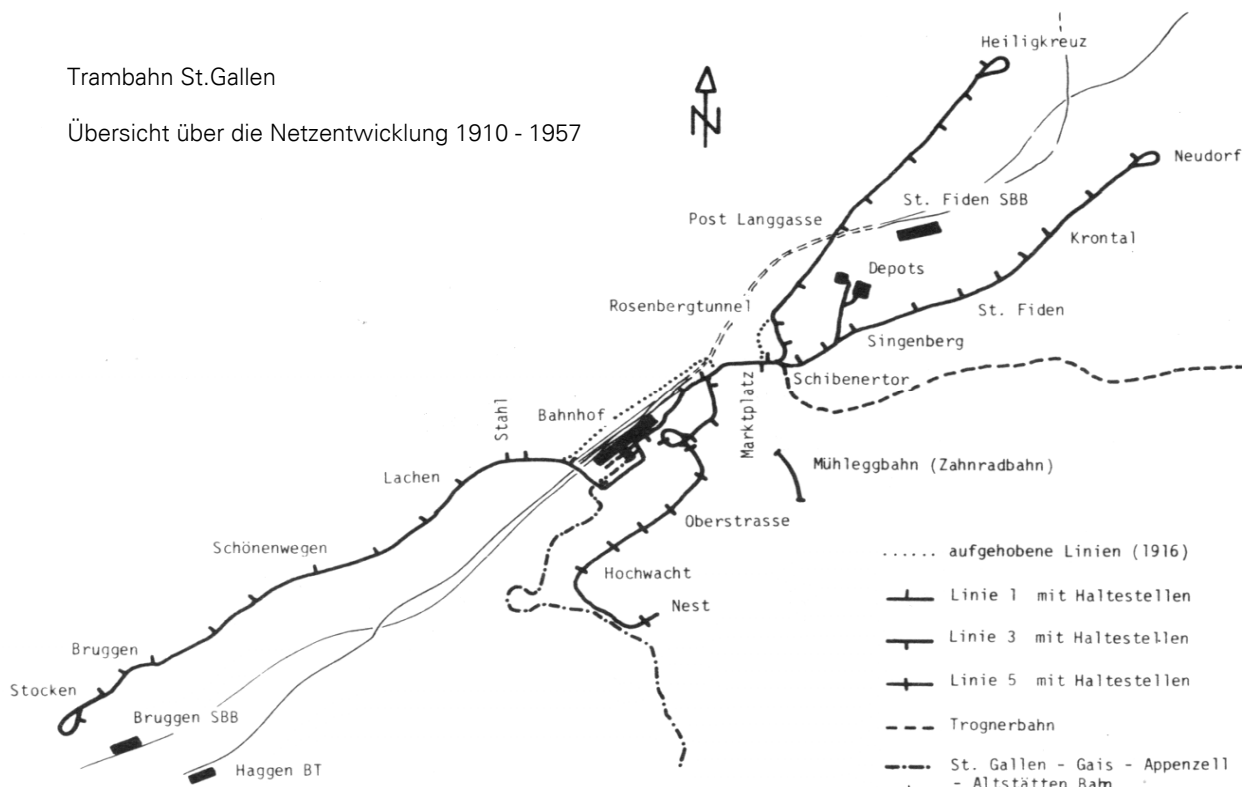 Trambahn St.Gallen
Übersicht über die Netzentwicklung 1910 - 1957
N
Heiligkreuz
Neudorf
St. Fiden SBB
Post Langgasse
Krontal
Depots
Rosenbergtunnel
St. Fiden
Singenberg
Schibenertor
Marktplatz
Bahnhof
Stahl
Mühleggbahn (Zahnradbahn)
Lachen
Oberstrasse
Schönenwegen
Hochwacht
Nest
Bruggen
Stocken
Bruggen SBB
Haggen BT
...... aufgehobene Linien (1916)
Linie 1 mit Haltestellen
Linie 3 mit Haltestellen
Linie 5 mit Haltestellen
Trognerbahn
St. Gallen - Gais - Appenzell
- Altstätten Bahn